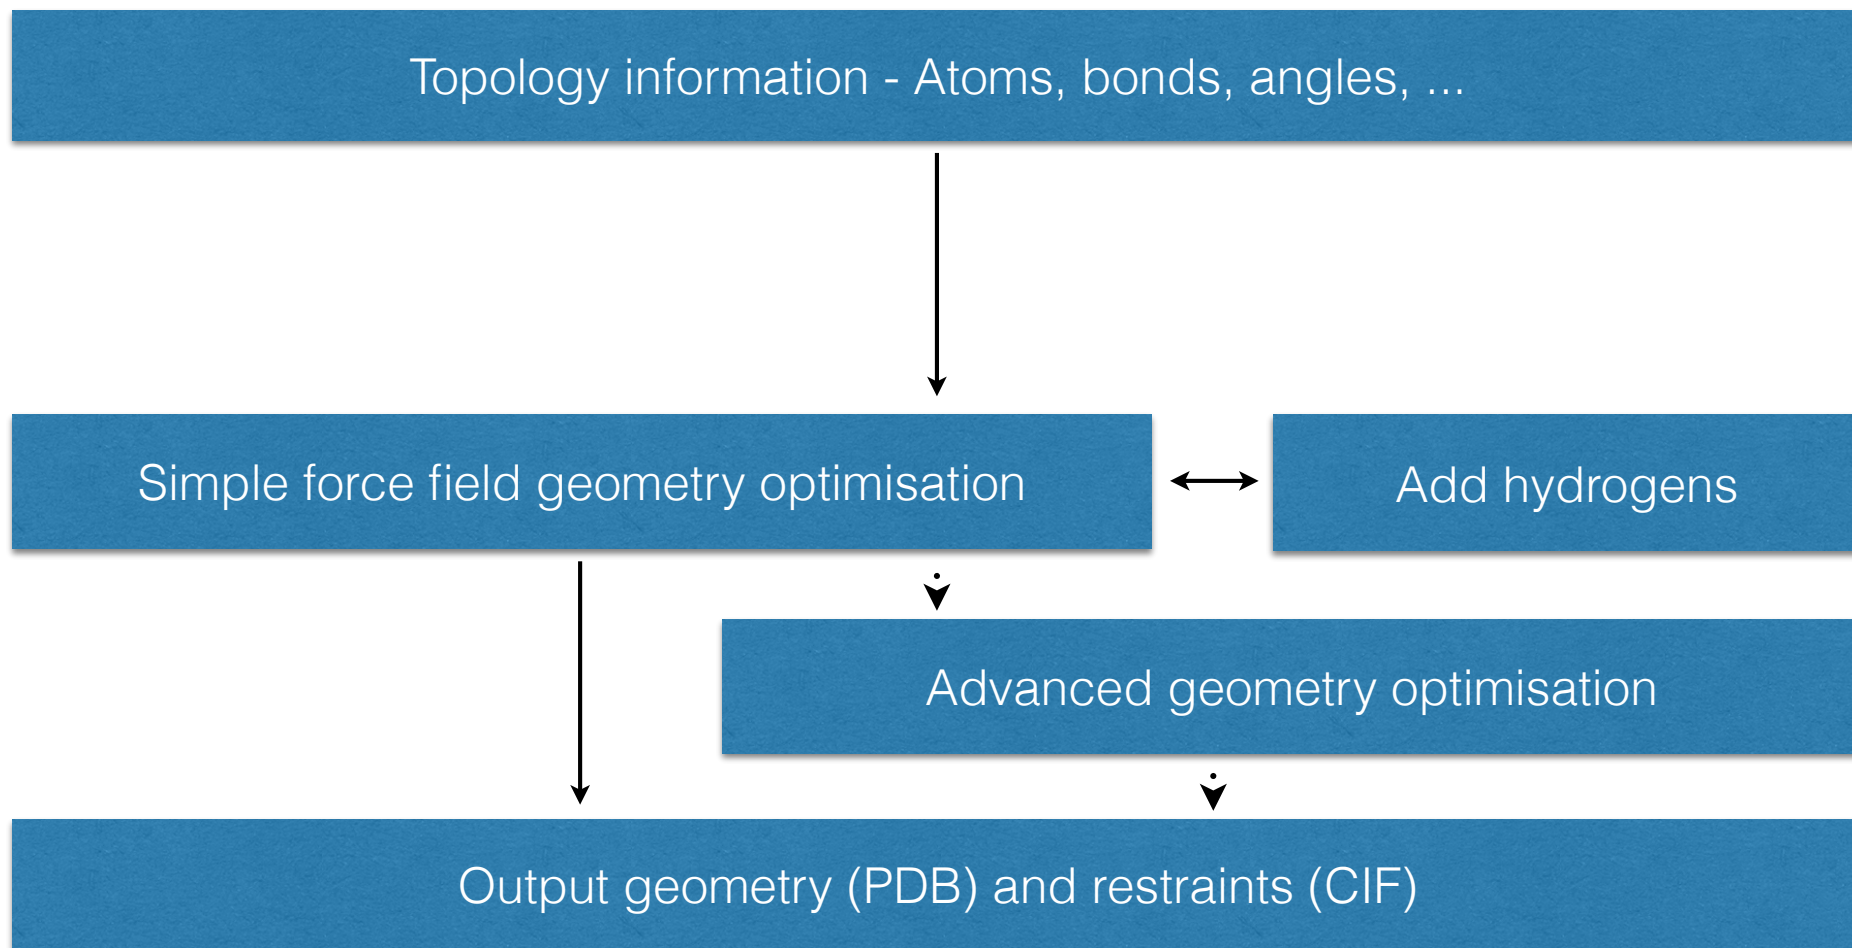 Topology information - Atoms, bonds, angles, ...
Simple force field geometry optimisation
Add hydrogens
Advanced geometry optimisation
Output geometry (PDB) and restraints (CIF)